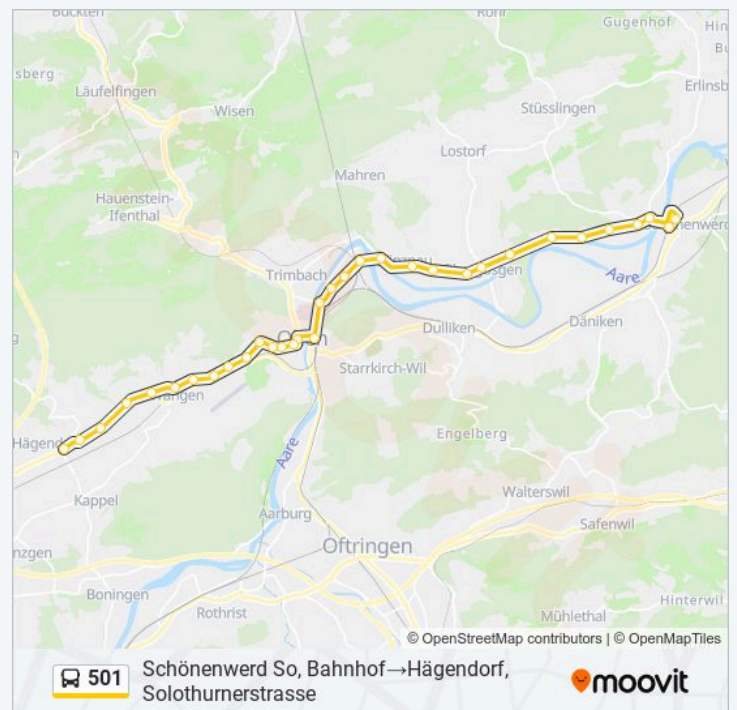 Buckten
Rohr
Gugenhof
sberg
Läufelfingen
Wisen
Stüsslingen
Erlinsb
Lostorf
Mahren
Hauenstein-
Ifenthal
Trimbach
Aare
Dulliken
Däniken
Starrkirch-Wil
Hägend
Engelberg
Aare
Kappel
Walterswil
Safenwil
Aarburg
Oftringen
nzgen
Boningen
Rothrist
Hinterwil
Mühlethal
© OpenStreetMap contributors | © OpenMapTiles
501
Schönenwerd So, Bahnhof→Hägendorf,
Solothurnerstrasse
moovit